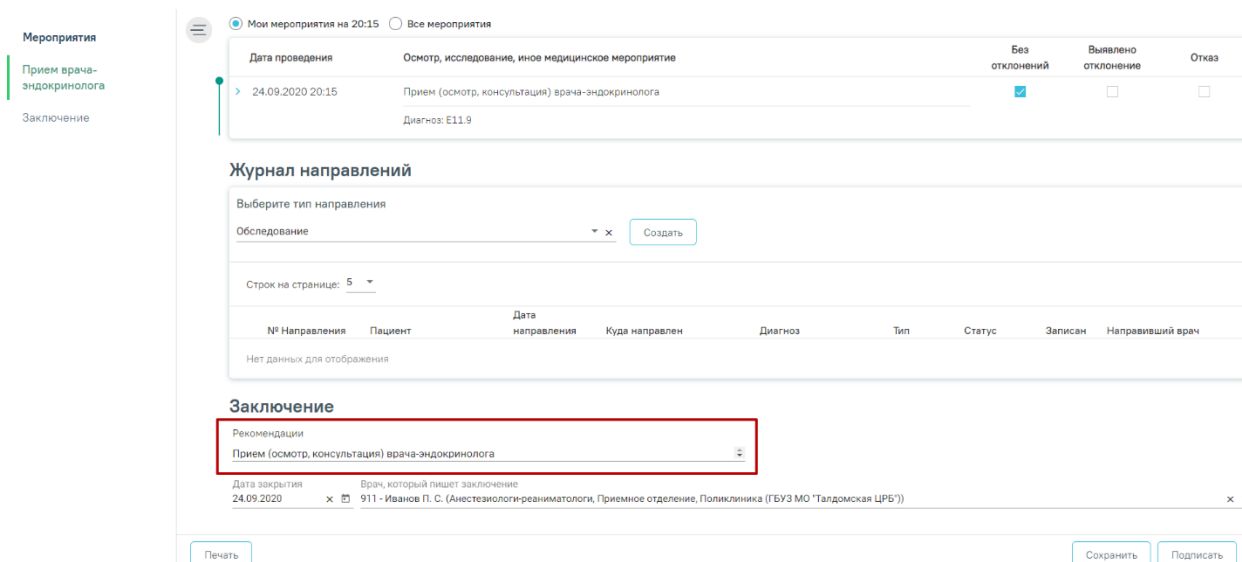 Мероприятия
Прием врача-
эндокринолога
Заключение
Мои мероприятия на 20:15 Все мероприятия
Дата проведения Осмотр, исследование, иное медицинское мероприятие Без отклонений Выявлено отклонение Отказ
24.09.2020 20:15 Прием (осмотр, консультация) врача-эндокринолога
Диагноз: E11.9
Журнал направлений
Выберите тип направления
Обследование Создать
Строк на странице: 5
№ Направления Пациент Дата направления Куда направлен Диагноз Тип Статус Записан Направивший врач
Нет данных для отображения
Заключение
Рекомендации
Прием (осмотр, консультация) врача-эндокринолога
Дата закрытия Врач, который пишет заключение
24.09.2020 911 - Иванов П. С. (Анестезиологи-реаниматологи, Приемное отделение, Поликлиника (ГБУЗ МО "Талдомская ЦРБ"))
Печать Сохранить Подписать